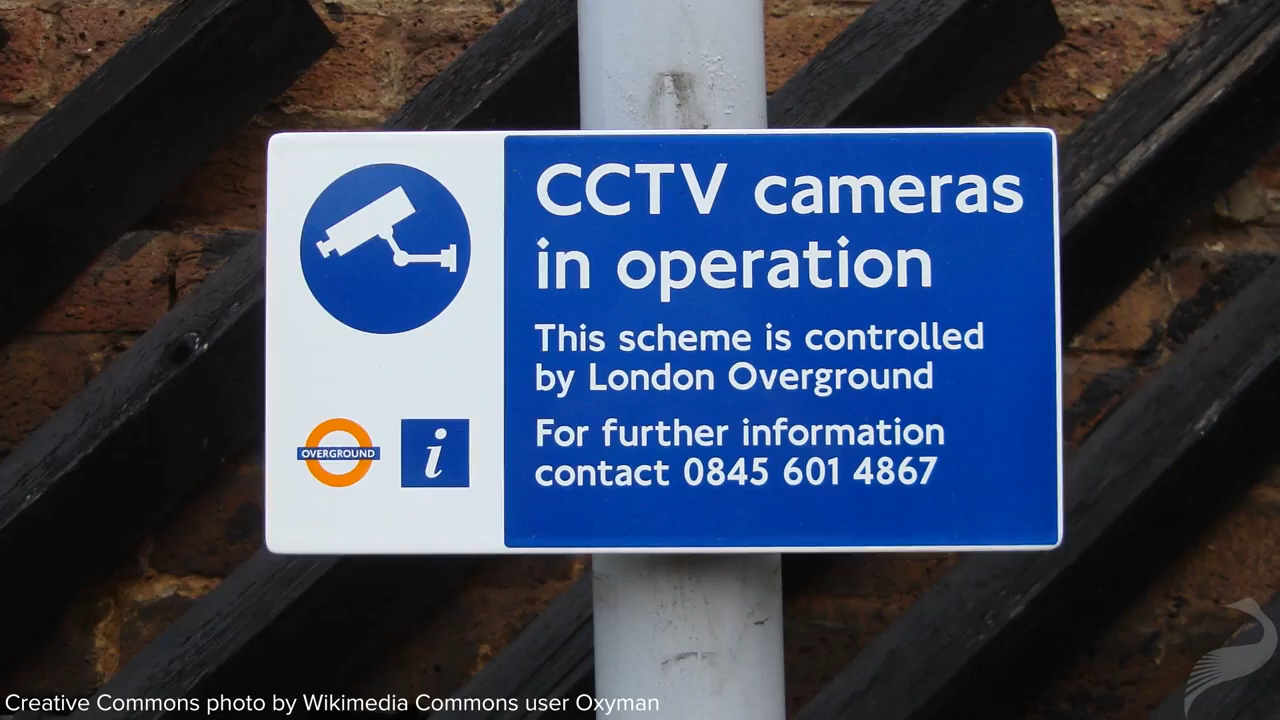 CCTV cameras
in operation
This scheme is controlled
by London Overground
For further information
contact 0845 601 4867
OVERGROUND
i
Creative Commons photo by Wikimedia Commons user Oxyman